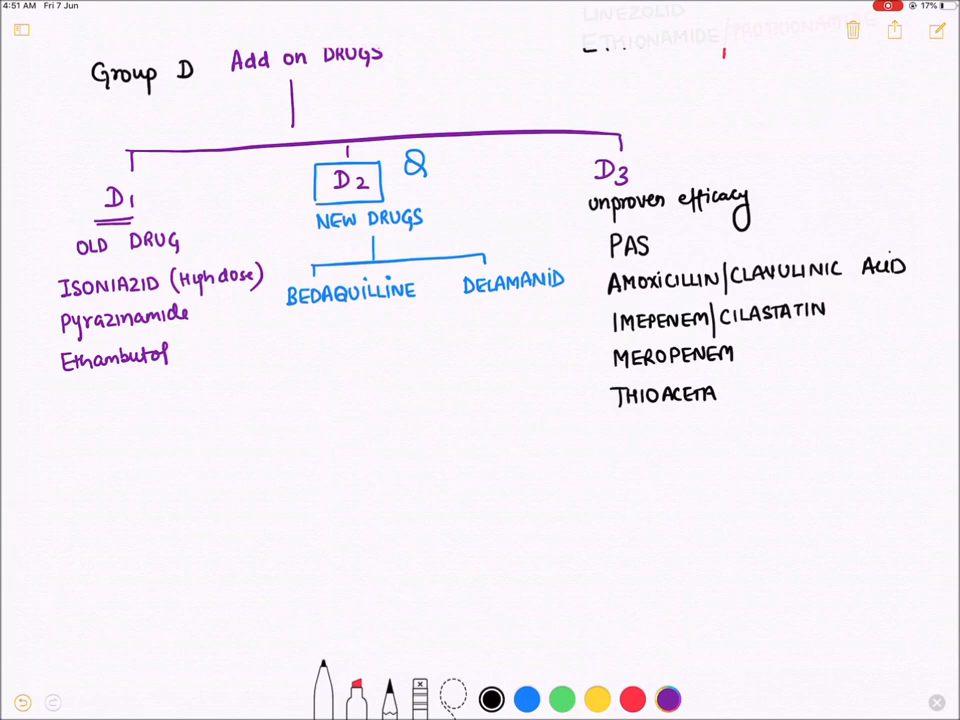 4:51 AM Fri 7 Jun
17%
LINEZOLID
ETHIONAMIDE/PROTHIONAMIDE
Group D
Add on DRUGS
D1
OLD DRUG
ISONIAZID (High dose)
Pyrazinamide
Ethambutol
D2
&
NEW DRUGS
BEDAQUILLINE
DELAMANID
D3
unproven efficacy
PAS
AMOXICILLIN/CLAVULINIC ACID
IMEPENEM/CILASTATIN
MEROPENEM
THIOACETA